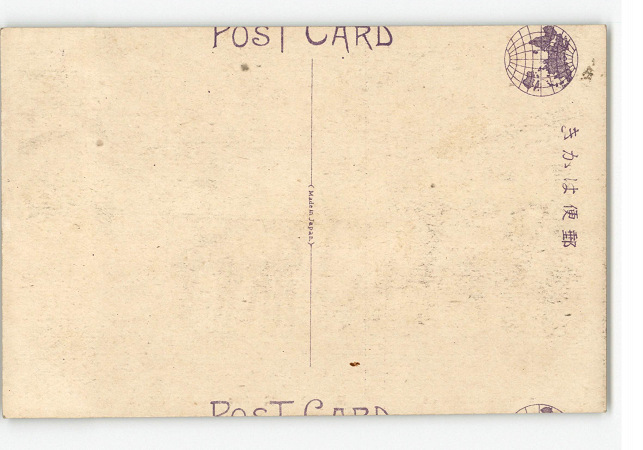 POST CARD
郵便はがき
(Made in Japan.)
POST CARD